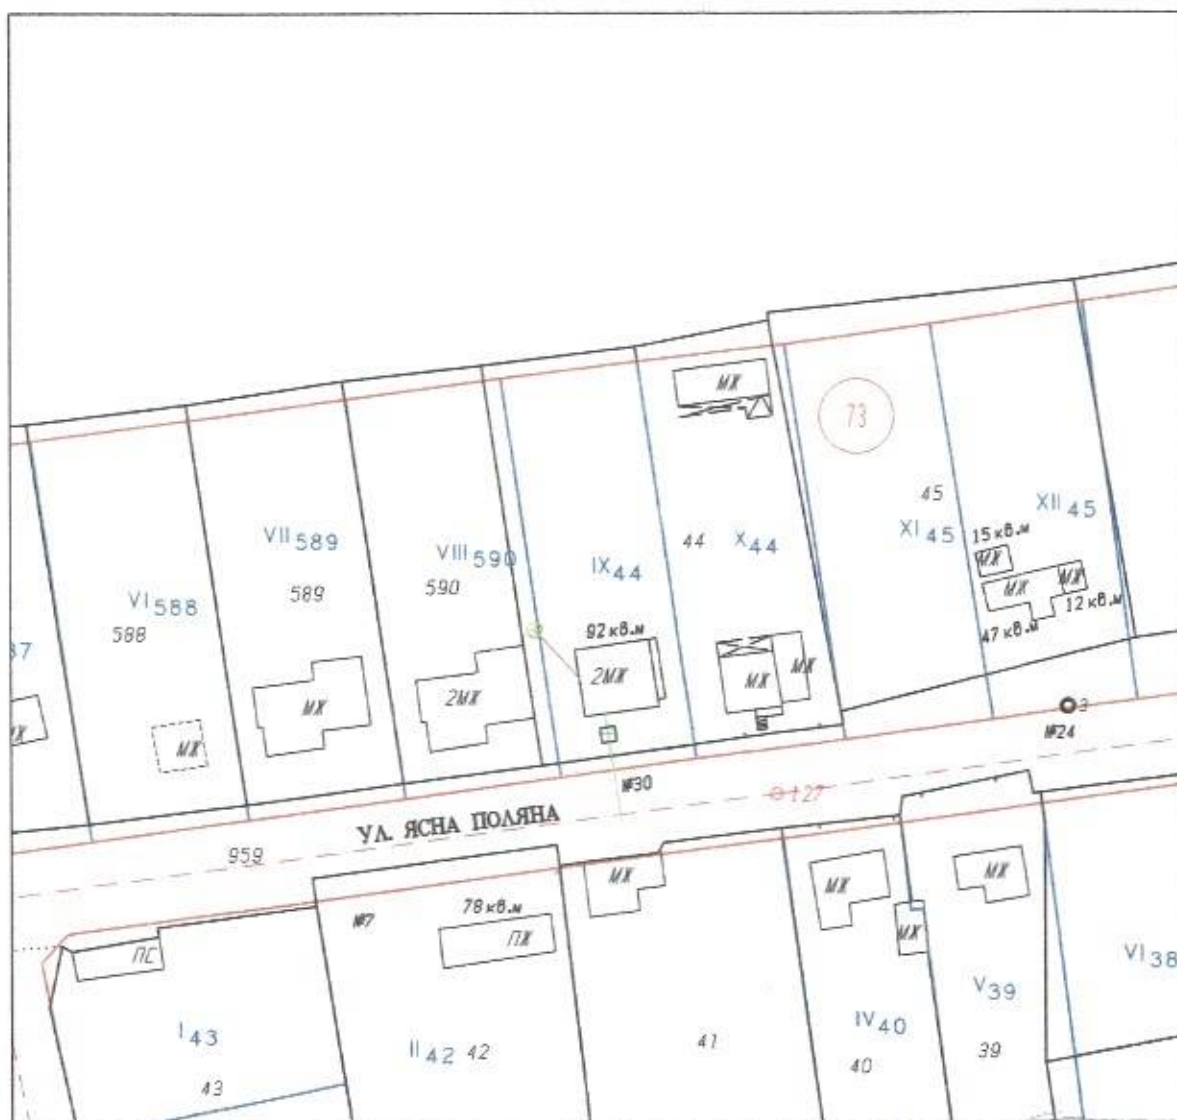 МЖ
73
45
XII 45
XI 45
15 кв.м
VII 589
VIII 590
44
X 44
IX 44
МЖ
МЖ
МЖ
590
589
VI 588
12 кв.м
588
92 кв.м
47 кв.м
37
2МЖ
МЖ
МЖ
2МЖ
МЖ
МЖ
3
МЖ
№24
№30
127
УЛ. ЯСНА ПОЛЯНА
959
МЖ
МЖ
МЖ
78 кв.м
№7
ПЖ
МЖ
ПС
VI 38
V 39
IV 40
I 43
II 42
42
41
39
40
43